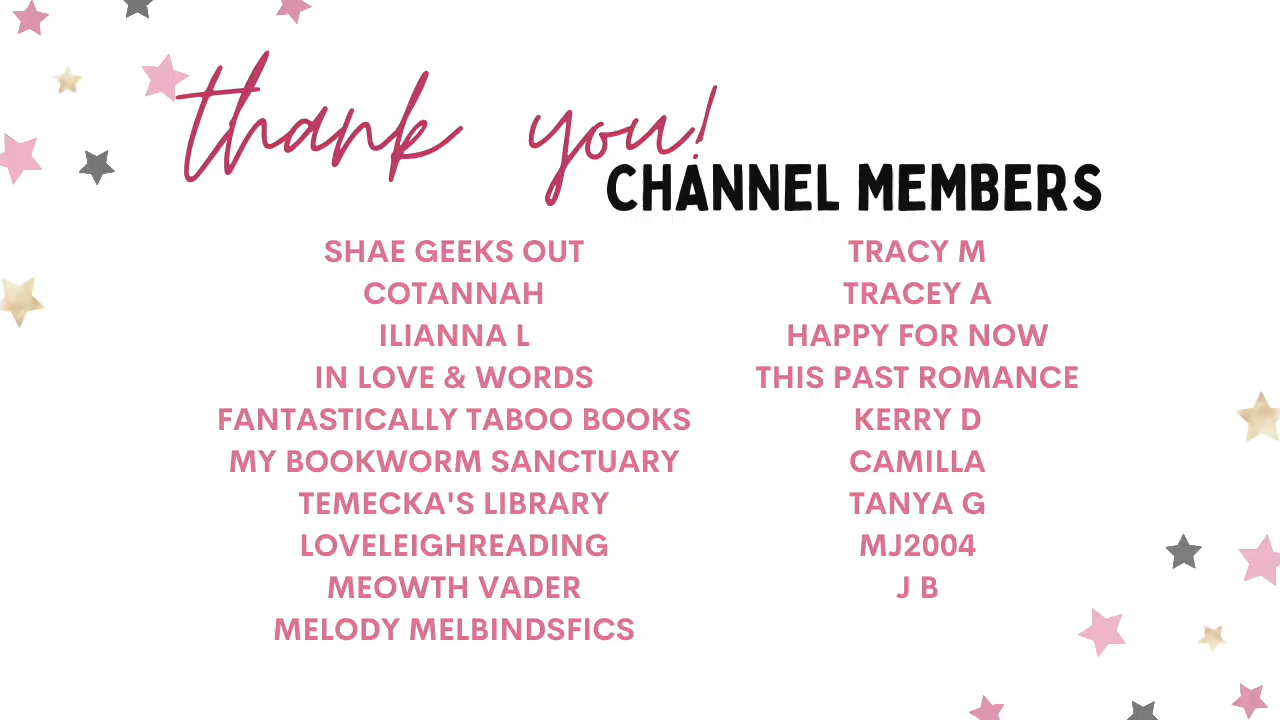 thank you!
CHANNEL MEMBERS
SHAE GEEKS OUT
COTANNAH
ILIANNA L
IN LOVE & WORDS
FANTASTICALLY TABOO BOOKS
MY BOOKWORM SANCTUARY
TEMECKA'S LIBRARY
LOVELEIGHREADING
MEOWTH VADER
MELODY MELBINDSFICS
TRACY M
TRACEY A
HAPPY FOR NOW
THIS PAST ROMANCE
KERRY D
CAMILLA
TANYA G
MJ2004
J B